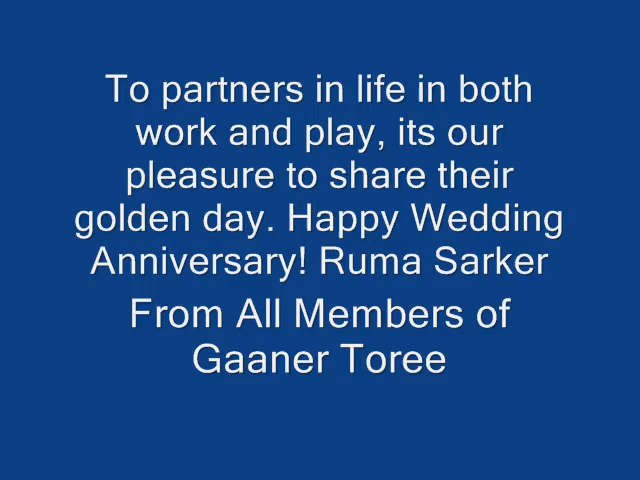 To partners in life in both
work and play, its our
pleasure to share their
golden day. Happy Wedding
Anniversary! Ruma Sarker
From All Members of
Gaaner Toree